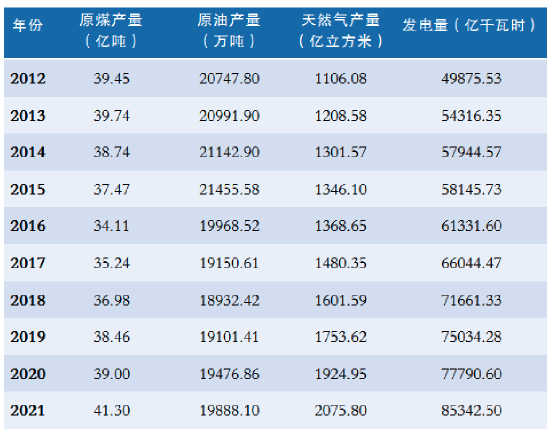 年份 原煤产量 原油产量 天然气产量 发电量（亿千瓦时）
（亿吨） （万吨） （亿立方米）
2012 39.45 20747.80 1106.08 49875.53
2013 39.74 20991.90 1208.58 54316.35
2014 38.74 21142.90 1301.57 57944.57
2015 37.47 21455.58 1346.10 58145.73
2016 34.11 19968.52 1368.65 61331.60
2017 35.24 19150.61 1480.35 66044.47
2018 36.98 18932.42 1601.59 71661.33
2019 38.46 19101.41 1753.62 75034.28
2020 39.00 19476.86 1924.95 77790.60
2021 41.30 19888.10 2075.80 85342.50